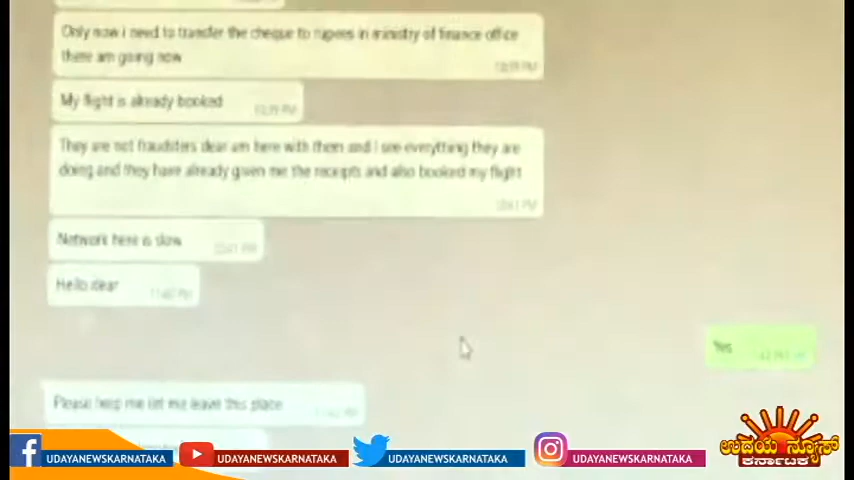 Only now i need to transfer the cheque to rupees in ministry of finance office
there am going now
My flight is already booked
They are not fraudsters dear am here with them and I see everything they are
doing and they have already given me the receipts and also booked my flight
Network here is slow
Hello dear
Yes
Please help me let me leave this place
UDAYANEWSKARNATAKA
UDAYANEWSKARNATAKA
UDAYANEWSKARNATAKA
UDAYANEWSKARNATAKA
ಉದಯ ನ್ಯೂಸ್
ಕರ್ನಾಟಕ